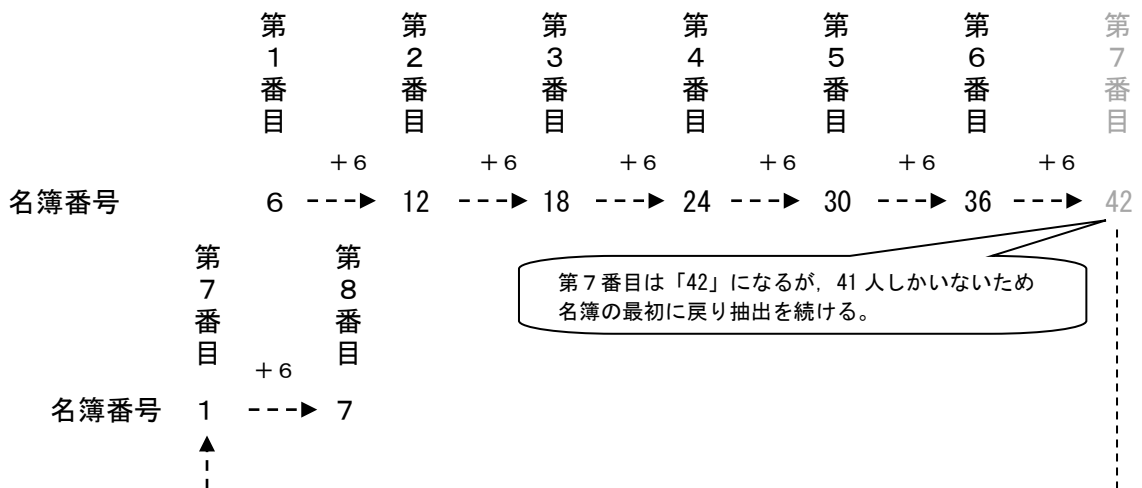 第1番目 第2番目 第3番目 第4番目 第5番目 第6番目 第7番目
+6 +6 +6 +6 +6 +6
名簿番号 6 12 18 24 30 36 42
第7番目は「42」になるが，41人しかいないため
名簿の最初に戻り抽出を続ける。
第7番目 第8番目
+6
名簿番号 1 7